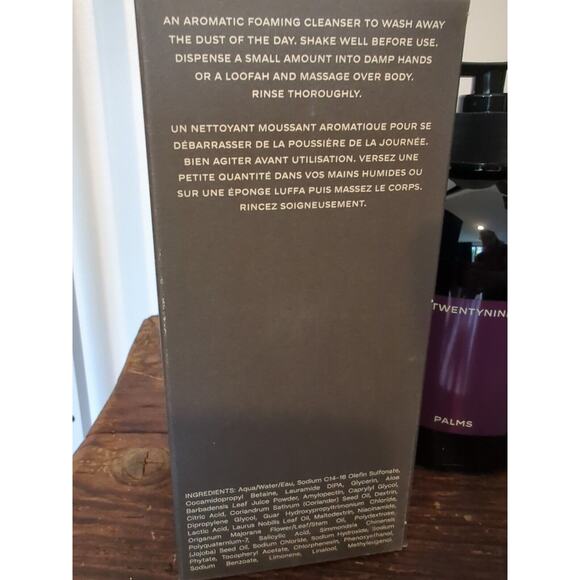 AN AROMATIC FOAMING CLEANSER TO WASH AWAY
THE DUST OF THE DAY. SHAKE WELL BEFORE USE.
DISPENSE A SMALL AMOUNT INTO DAMP HANDS
OR A LOOFAH AND MASSAGE OVER BODY.
RINSE THOROUGHLY.
UN NETTOYANT MOUSSANT AROMATIQUE POUR SE
DÉBARRASSER DE LA POUSSIÈRE DE LA JOURNÉE.
BIEN AGITER AVANT UTILISATION. VERSEZ UNE
PETITE QUANTITÉ DANS VOS MAINS HUMIDES OU
SUR UNE ÉPONGE LUFFA PUIS MASSEZ LE CORPS.
RINCEZ SOIGNEUSEMENT.
INGREDIENTS: Aqua/Water/Eau, Sodium C14-16 Olefin Sulfonate,
Cocamidopropyl Betaine, Lauramide DIPA, Glycerin, Aloe
Barbadensis Leaf Juice Powder, Amylopectin, Caprylyl Glycol,
Citric Acid, Coriandrum Sativum (Coriander) Seed Oil, Dextrin,
Dipropylene Glycol, Guar Hydroxypropyltrimonium Chloride,
Lactic Acid, Laurus Nobilis Leaf Oil, Maltodextrin, Niacinamide,
Origanum Majorana Flower/Leaf/Stem Oil, Polydextrose,
Polyquaternium-7, Salicylic Acid, Simmondsia Chinensis
(Jojoba) Seed Oil, Sodium Chloride, Sodium Hydroxide, Sodium
Phytate, Tocopheryl Acetate, Chlorphenesin, Phenoxyethanol,
Sodium Benzoate, Limonene, Linalool, Methyleugenol.
TWENTYNIN
PALMS